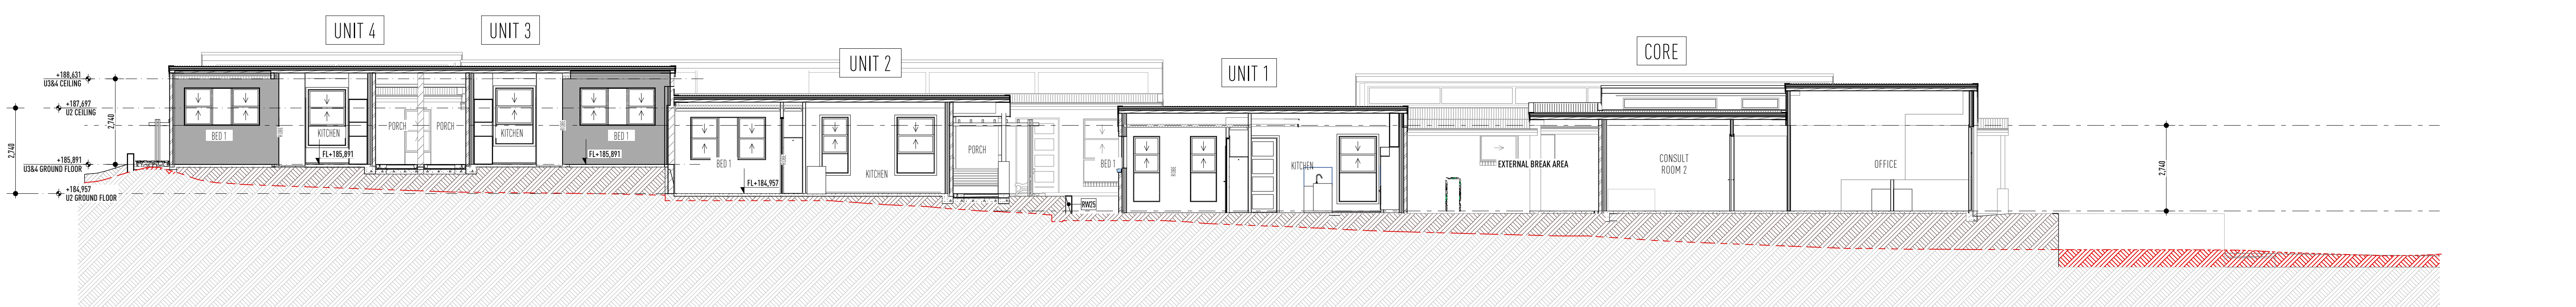 UNIT 4
UNIT 3
UNIT 2
UNIT 1
CORE
+188,631
U3&4 CEILING
+187,697
U2 CEILING
2,740
2,740
+185,891
U3&4 GROUND FLOOR
+184,957
U2 GROUND FLOOR
BED 1
ROBE
KITCHEN
FL+185,891
PORCH
PORCH
KITCHEN
ROBE
BED 1
FL+185,891
BED 1
ROBE
FL+184,957
KITCHEN
PORCH
BED 1
RW25
ROBE
KITCHEN
EXTERNAL BREAK AREA
CONSULT
ROOM 2
OFFICE
2,740